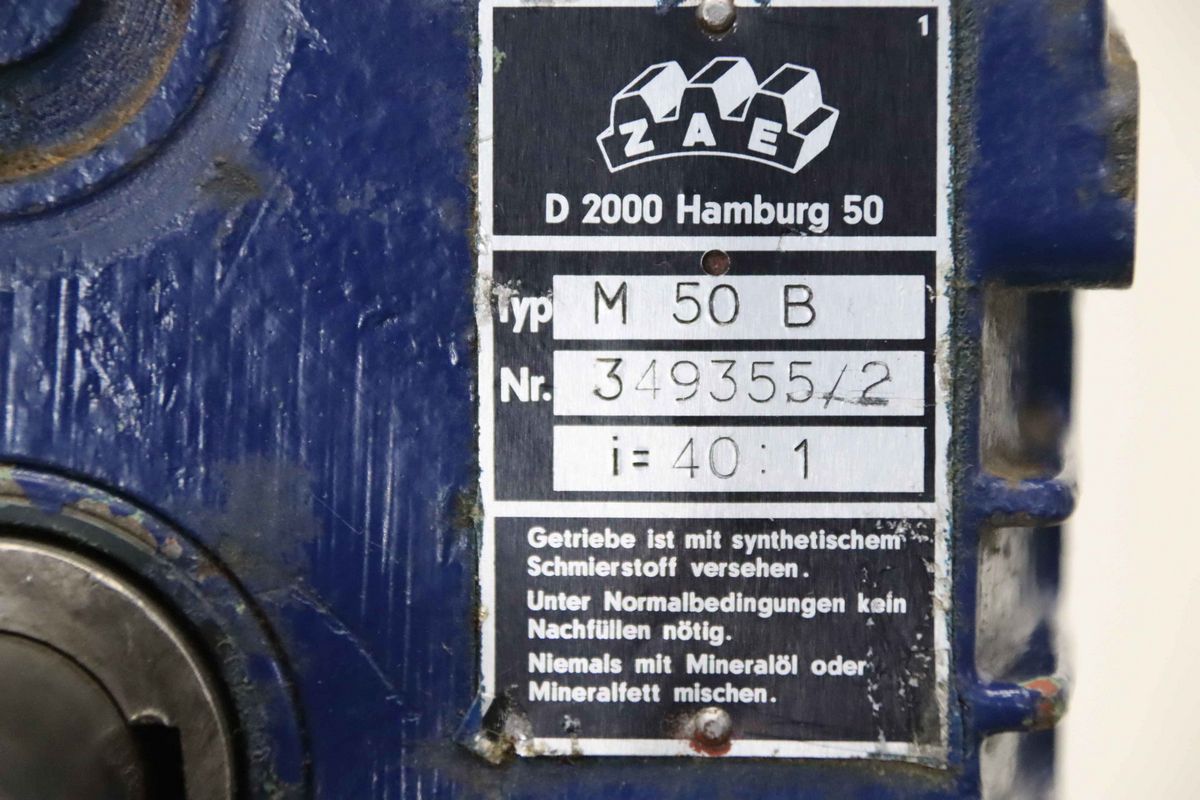 1
ZAE
D 2000 Hamburg 50
Typ M 50 B
Nr. 349355/2
i= 40:1
Getriebe ist mit synthetischem
Schmierstoff versehen.
Unter Normalbedingungen kein
Nachfüllen nötig.
Niemals mit Mineralöl oder
Mineralfett mischen.